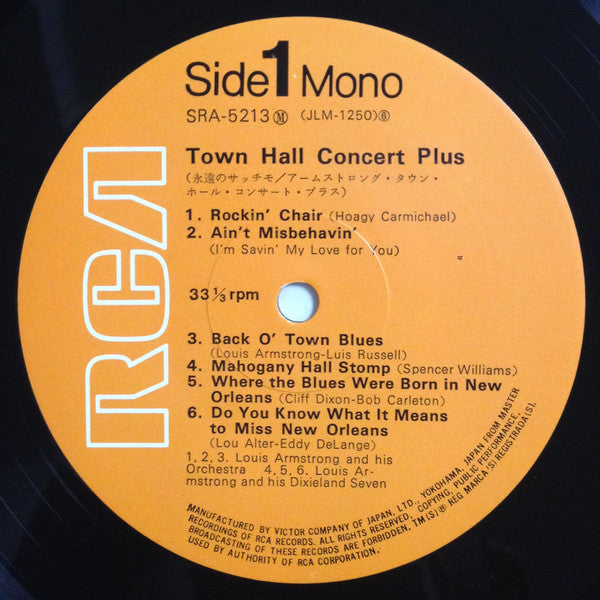 Side 1 Mono
SRA-5213 Ⓜ (JLM-1250)⑥
Town Hall Concert Plus
(永遠のサッチモ/アームストロング・タウン・
ホール・コンサート・プラス)
1. Rockin' Chair (Hoagy Carmichael)
2. Ain't Misbehavin'
(I'm Savin' My Love for You)
33 ⅓ rpm
3. Back O' Town Blues
(Louis Armstrong-Luis Russell)
4. Mahogany Hall Stomp (Spencer Williams)
5. Where the Blues Were Born in New
Orleans (Cliff Dixon-Bob Carleton)
6. Do You Know What It Means
to Miss New Orleans
(Lou Alter-Eddy DeLange)
1, 2, 3. Louis Armstrong and his
Orchestra 4, 5, 6. Louis Ar-
mstrong and his Dixieland Seven
RCA
MANUFACTURED BY VICTOR COMPANY OF JAPAN, LTD., YOKOHAMA, JAPAN FROM MASTER
RECORDINGS OF RCA RECORDS. ALL RIGHTS RESERVED. COPYING, PUBLIC PERFORMANCE,
BROADCASTING OF THESE RECORDS ARE FORBIDDEN. TM(S)® REG MARCA(S) REGISTRADA(S).
USED BY AUTHORITY OF RCA CORPORATION.